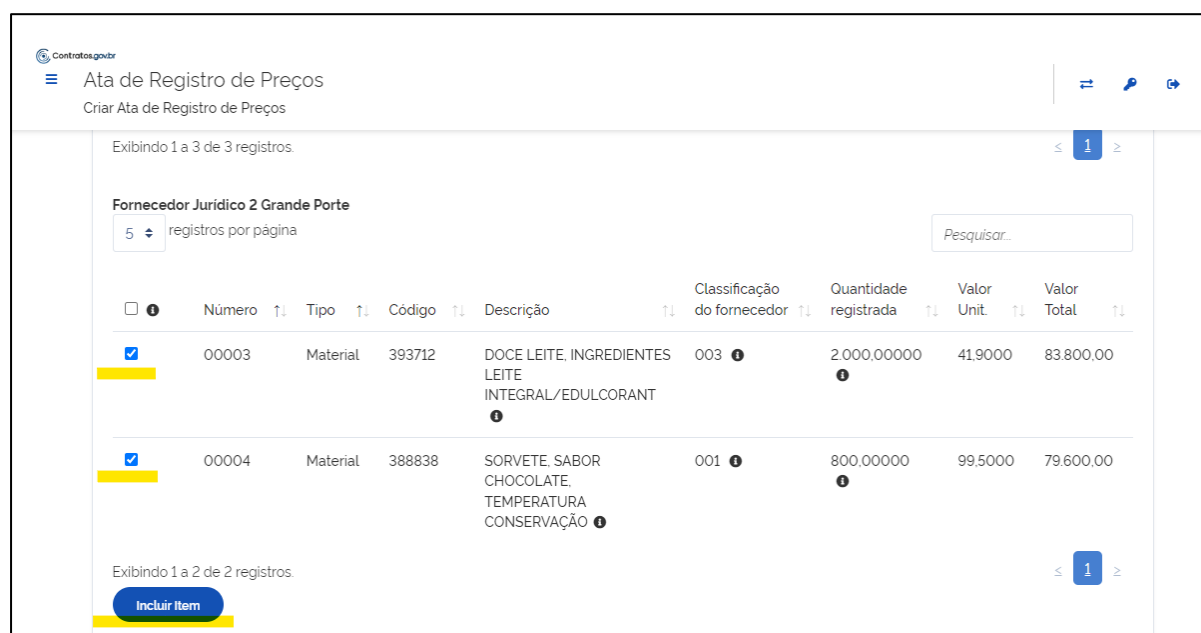 Contratos.gov.br
Ata de Registro de Preços
Criar Ata de Registro de Preços
Exibindo 1 a 3 de 3 registros.
≤ 1 ≥
Fornecedor Jurídico 2 Grande Porte
5 registros por página
Pesquisar...
Número Tipo Código Descrição Classificação do fornecedor Quantidade registrada Valor Unit. Valor Total
00003 Material 393712 DOCE LEITE, INGREDIENTES 003 2.000,00000 41,9000 83.800,00
LEITE
INTEGRAL/EDULCORANT
00004 Material 388838 SORVETE, SABOR 001 800,00000 99,5000 79.600,00
CHOCOLATE,
TEMPERATURA
CONSERVAÇÃO
Exibindo 1 a 2 de 2 registros.
≤ 1 ≥
Incluir Item